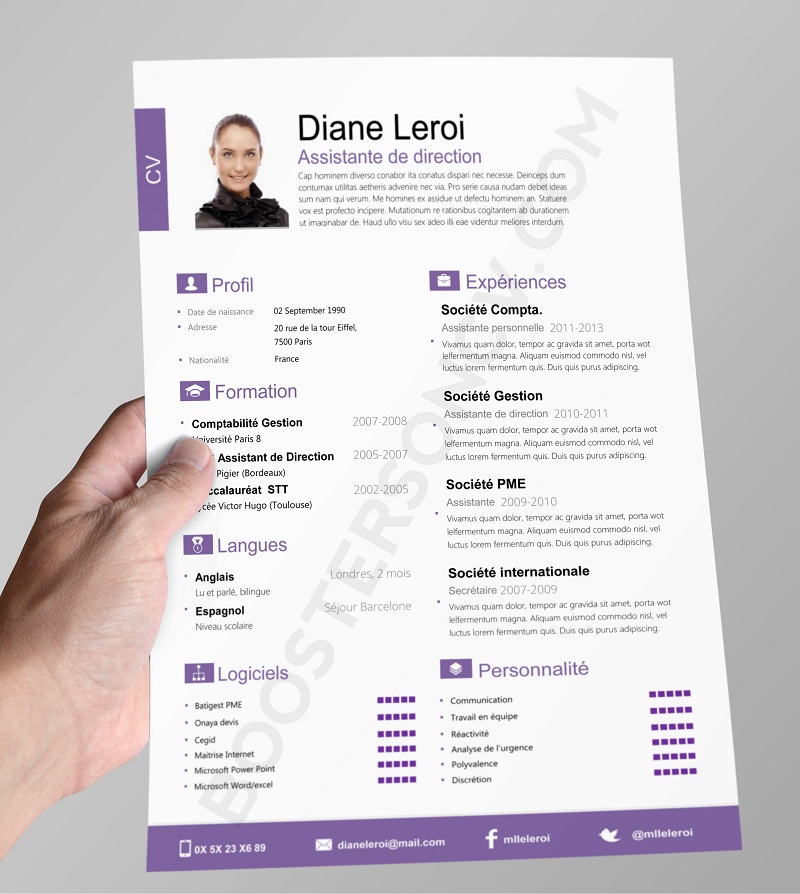 CV
Diane Leroi
Assistante de direction
Cap hominem diverso conabor ita conatus dispari nec necesse. Deinceps dum
contumax utilitas aetheris advenire nec via. Pro serie causa nudam debet ideas
sum nam qui verum. Me homines ex assidue ut defectu hominem an. Statuere
vox est profecto incipere. Mutationum re rationibus cogitantem ab durationem
ut imaginabar de. Haud ullo visu sex adeo illi eae videntur meliores interdum.
Profil
Date de naissance 02 September 1990
Adresse 20 rue de la tour Eiffel,
7500 Paris
Nationalité France
Formation
Comptabilité Gestion 2007-2008
Université Paris 8
Assistant de Direction 2005-2007
Pigier (Bordeaux)
ccalauréat STT 2002-2005
ycée Victor Hugo (Toulouse)
Langues
Anglais Londres, 2 mois
Lu et parlé, bilingue
Espagnol Séjour Barcelone
Niveau scolaire
Logiciels
Batigest PME
Onaya devis
Cegid
Maitrise Internet
Microsoft Power Point
Microsoft Word/excel
Expériences
Société Compta.
Assistante personnelle 2011-2013
Vivamus quam dolor, tempor ac gravida sit amet, porta wot
lelfermentum magna. Aliquam euismod commodo nisl, vel
luctus lorem fermentum quis. Duis quis purus adipiscing.
Société Gestion
Assistante de direction 2010-2011
Vivamus quam dolor, tempor ac gravida sit amet, porta wot
lelfermentum magna. Aliquam euismod commodo nisl, vel
luctus lorem fermentum quis. Duis quis purus adipiscing.
Société PME
Assistante 2009-2010
Vivamus quam dolor, tempor ac gravida sit amet, porta wot
lelfermentum magna. Aliquam euismod commodo nisl, vel
luctus lorem fermentum quis. Duis quis purus adipiscing.
Société internationale
Secrétaire 2007-2009
Vivamus quam dolor, tempor ac gravida sit amet, porta wot
lelfermentum magna. Aliquam euismod commodo nisl, vel
luctus lorem fermentum quis. Duis quis purus adipiscing.
Personnalité
Communication
Travail en équipe
Réactivité
Analyse de l'urgence
Polyvalence
Discrétion
0X 5X 23 X6 89
dianeleroi@mail.com
mlleleroi
@mlleleroi
BOOSTERSONCV.COM